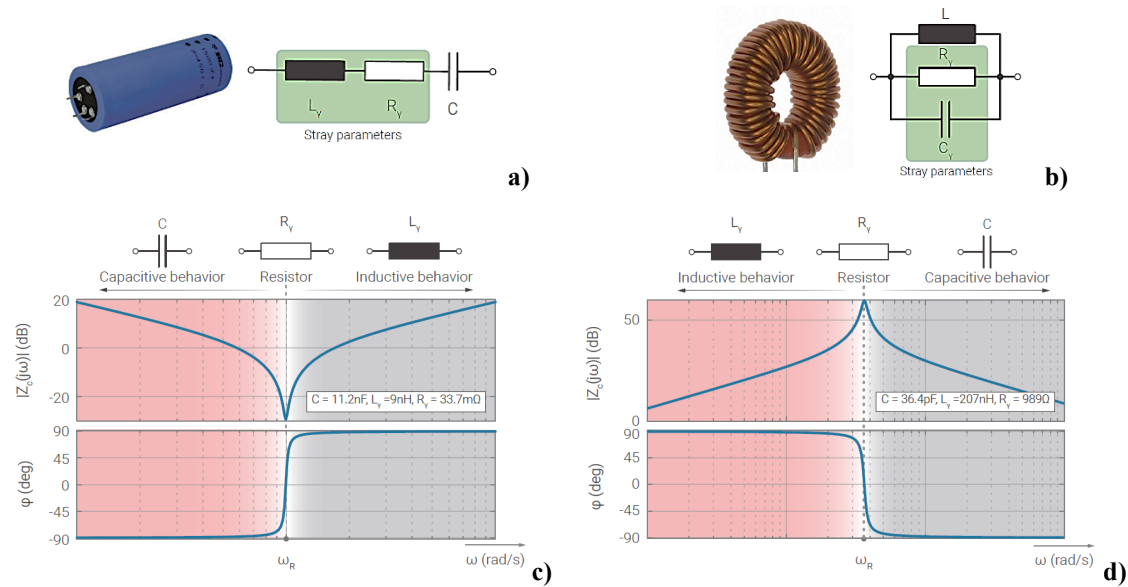 L
R_γ
C_γ
Stray parameters
b)
L_γ
R_γ
C
Stray parameters
a)
C
R_γ
L_γ
Capacitive behavior
Resistor
Inductive behavior
|Z_c(jω)| (dB)
20
0
-20
C = 11.2nF, L_γ =9nH, R_γ = 33.7mΩ
φ (deg)
90
45
0
-45
-90
ω_R
ω (rad/s)
c)
L_γ
R_γ
C
Inductive behavior
Resistor
Capacitive behavior
|Z_c(jω)| (dB)
50
0
C = 36.4pF, L_γ =207nH, R_γ = 989Ω
φ (deg)
90
45
0
-45
-90
ω_R
ω (rad/s)
d)